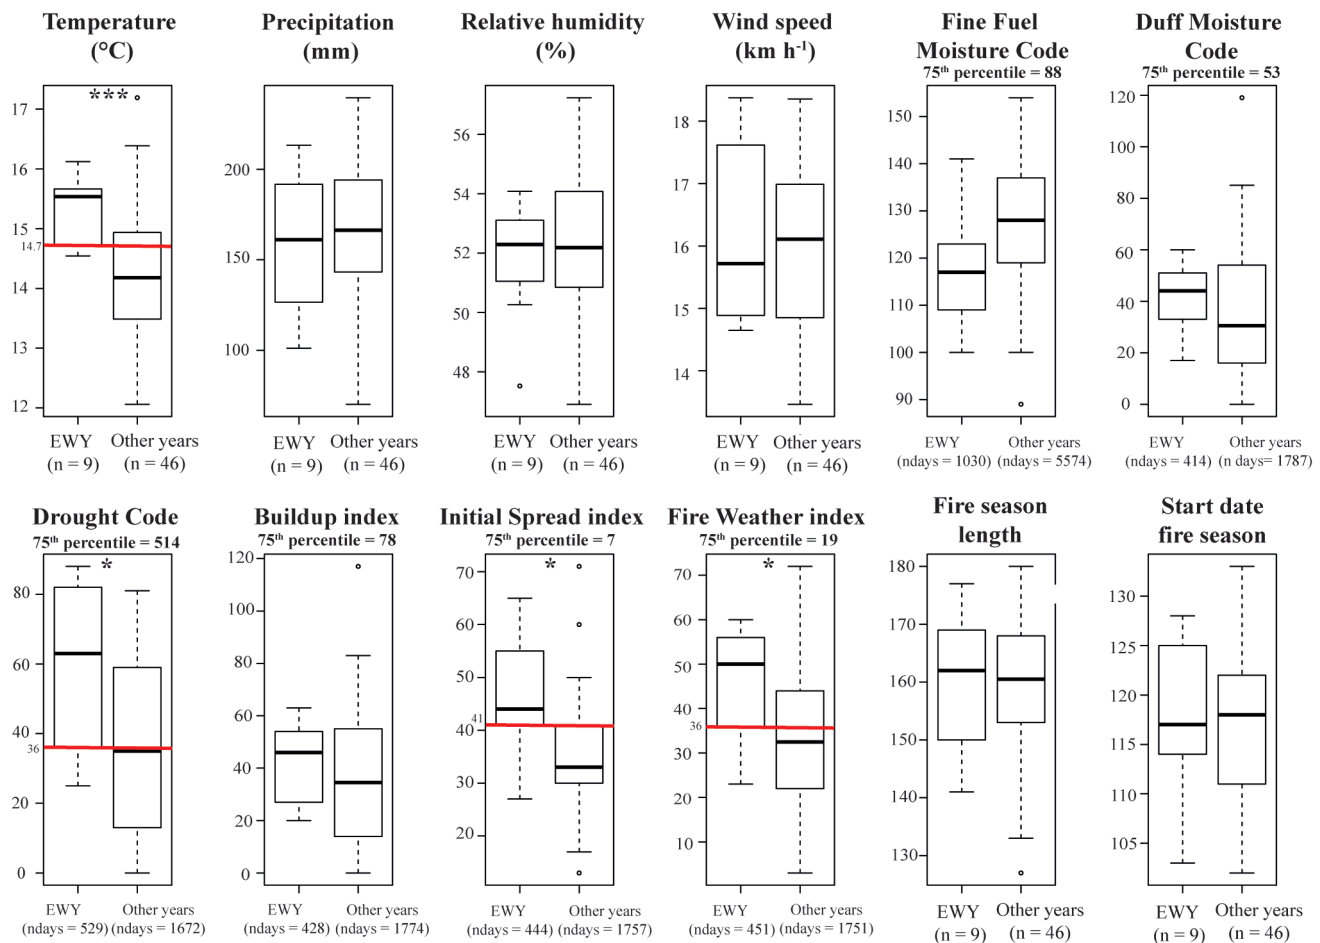 Temperature
(°C)
Precipitation
(mm)
Relative humidity
(%)
Wind speed
(km h-1)
Fine Fuel
Moisture Code
75th percentile = 88
Duff Moisture
Code
75th percentile = 53
***
17
16
15
14.7
14
13
12
EWY
(n = 9)
Other years
(n = 46)
200
150
100
EWY
(n = 9)
Other years
(n = 46)
56
54
52
50
48
EWY
(n = 9)
Other years
(n = 46)
18
17
16
15
14
EWY
(n = 9)
Other years
(n = 46)
150
140
130
120
110
100
90
EWY
(ndays = 1030)
Other years
(ndays = 5574)
120
100
80
60
40
20
0
EWY
(ndays = 414)
Other years
(n days= 1787)
Drought Code
75th percentile = 514
Buildup index
75th percentile = 78
Initial Spread index
75th percentile = 7
Fire Weather index
75th percentile = 19
Fire season
length
Start date
fire season
*
80
60
40
36
20
0
EWY
(ndays = 529)
Other years
(ndays = 1672)
120
100
80
60
40
20
0
EWY
(ndays = 428)
Other years
(ndays = 1774)
*
70
60
50
41
40
30
20
EWY
(ndays = 444)
Other years
(ndays = 1757)
*
70
60
50
40
36
30
20
10
EWY
(ndays = 451)
Other years
(ndays = 1751)
180
170
160
150
140
130
EWY
(n = 9)
Other years
(n = 46)
130
125
120
115
110
105
EWY
(n = 9)
Other years
(n = 46)